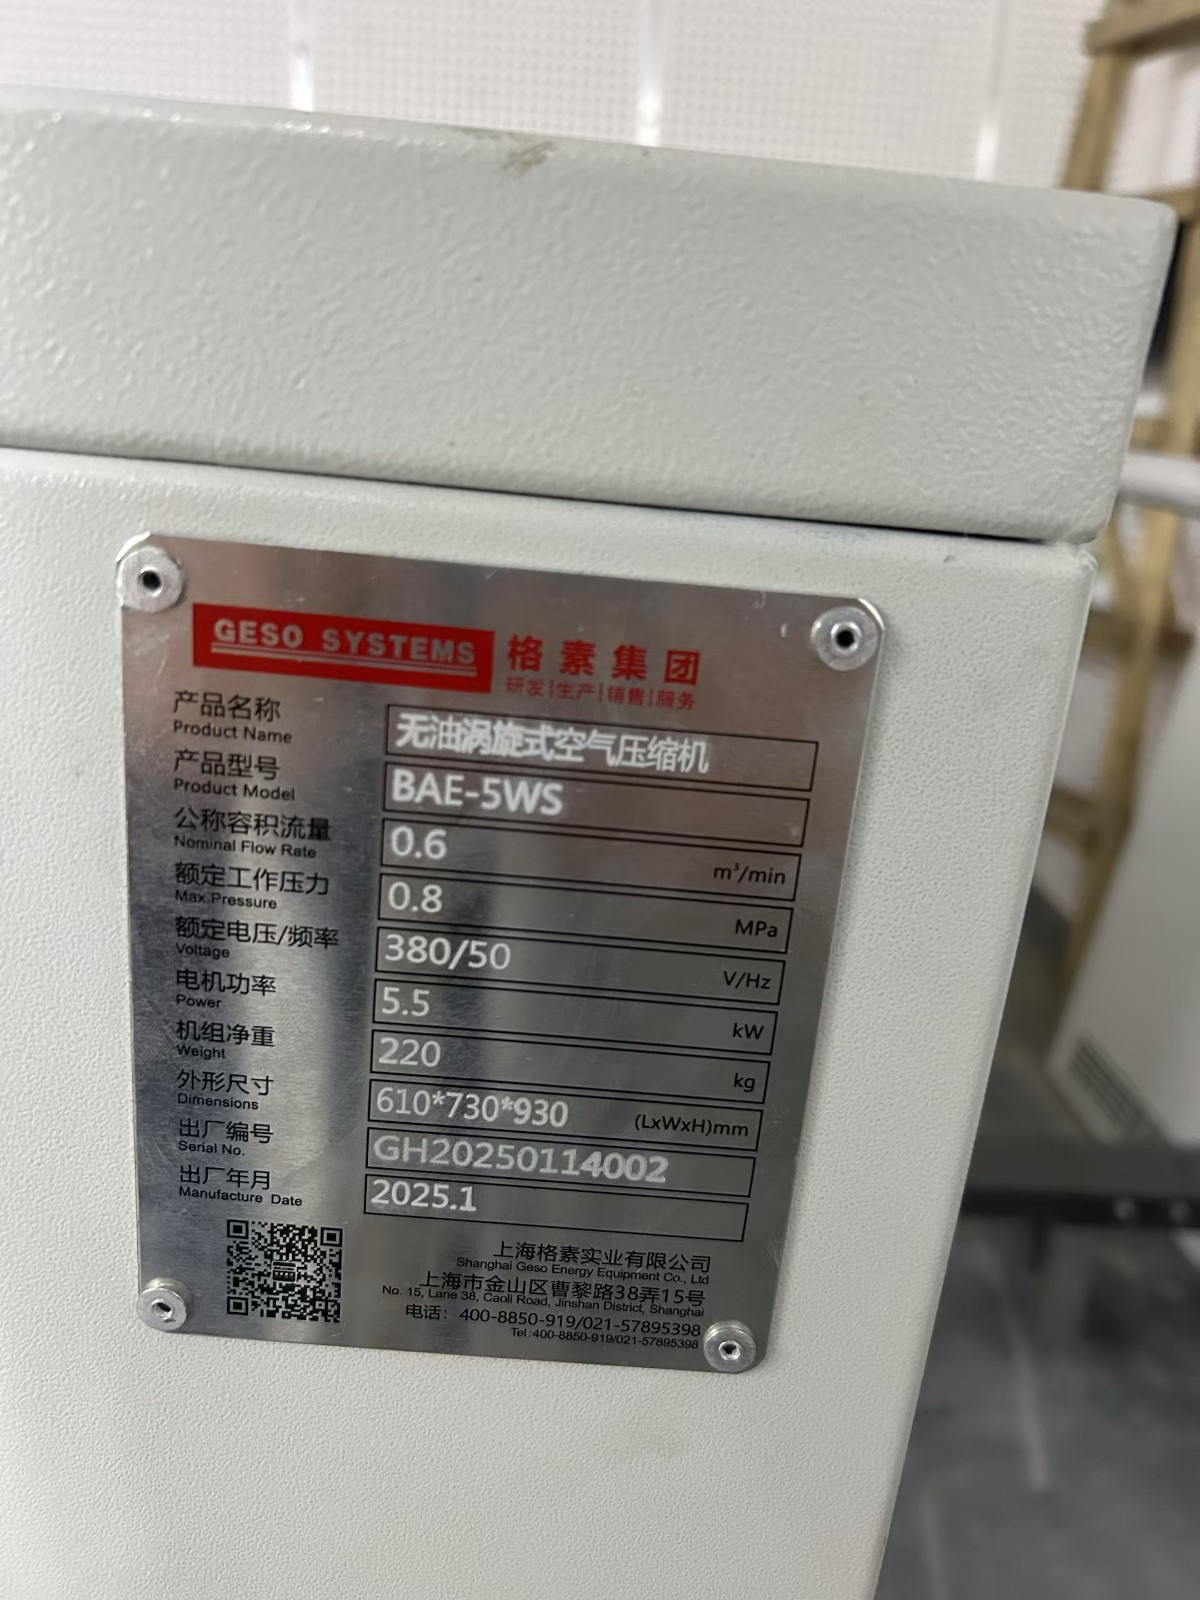 GESO SYSTEMS 格素集团
研发|生产|销售|服务
产品名称 无油涡旋式空气压缩机
Product Name
产品型号 BAE-5WS
Product Model
公称容积流量 0.6 m³/min
Nominal Flow Rate
额定工作压力 0.8 MPa
Max.Pressure
额定电压/频率 380/50 V/Hz
Voltage
电机功率 5.5 kW
Power
机组净重 220 kg
Weight
外形尺寸 610*730*930 (LxWxH)mm
Dimensions
出厂编号 GH20250114002
Serial No.
出厂年月 2025.1
Manufacture Date
上海格素实业有限公司
Shanghai Geso Energy Equipment Co., Ltd
上海市金山区曹黎路38弄15号
No. 15, Lane 38, Caoli Road, Jinshan District, Shanghai
电话：400-8850-919/021-57895398
Tel:400-8850-919/021-57895398